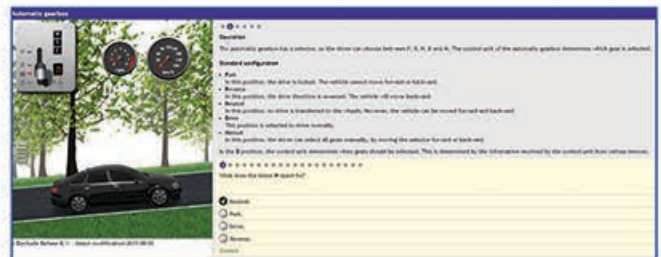 Automatic gearbox
Operation
The automatic gearbox has a selector, so the driver can choose between P, R, N, D and M. The control unit of the automatic gearbox determines which gear is selected.
Standard configuration
• Park
In this position, the drive is locked. The vehicle cannot move forward or backward.
• Reverse
In this position, the drive direction is reversed. The vehicle will move backward.
• Neutral
In this position, no drive is transferred to the wheels. However, the vehicle can be moved forward and backward.
• Drive
This position is selected to drive normally.
• Manual
In this position, the driver can select all gears manually, by moving the selector forward or backward.
In the D position, the control unit determines when gears should be selected. This is determined by the information received by the control unit from various sensors.
What does the letter stand for?
Neutral.
Park.
Drive.
Reverse.